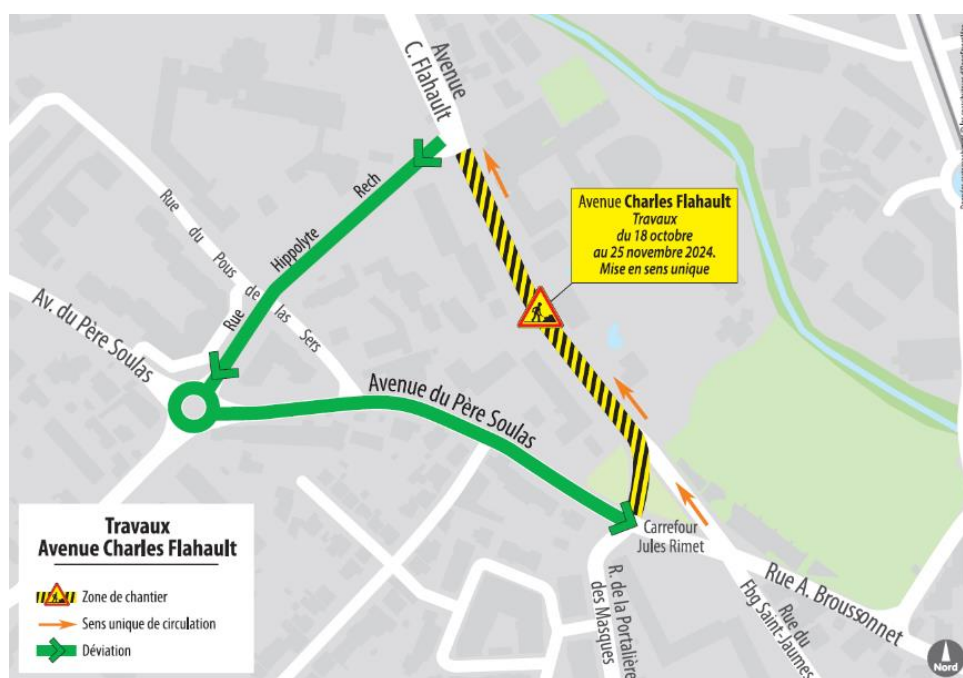 Avenue
C. Flahault
Rech
Hippolyte
Rue
Rue du Pous de las Sers
Av. du Père Soulas
Avenue du Père Soulas
Avenue Charles Flahault
Travaux
du 18 octobre
au 25 novembre 2024.
Mise en sens unique
Carrefour
Jules Rimet
R. de la Portalière
des Masques
Rue A. Broussonnet
Rue du
Fbg Saint-Jaumes
Travaux
Avenue Charles Flahault
Zone de chantier
Sens unique de circulation
Déviation
Nord